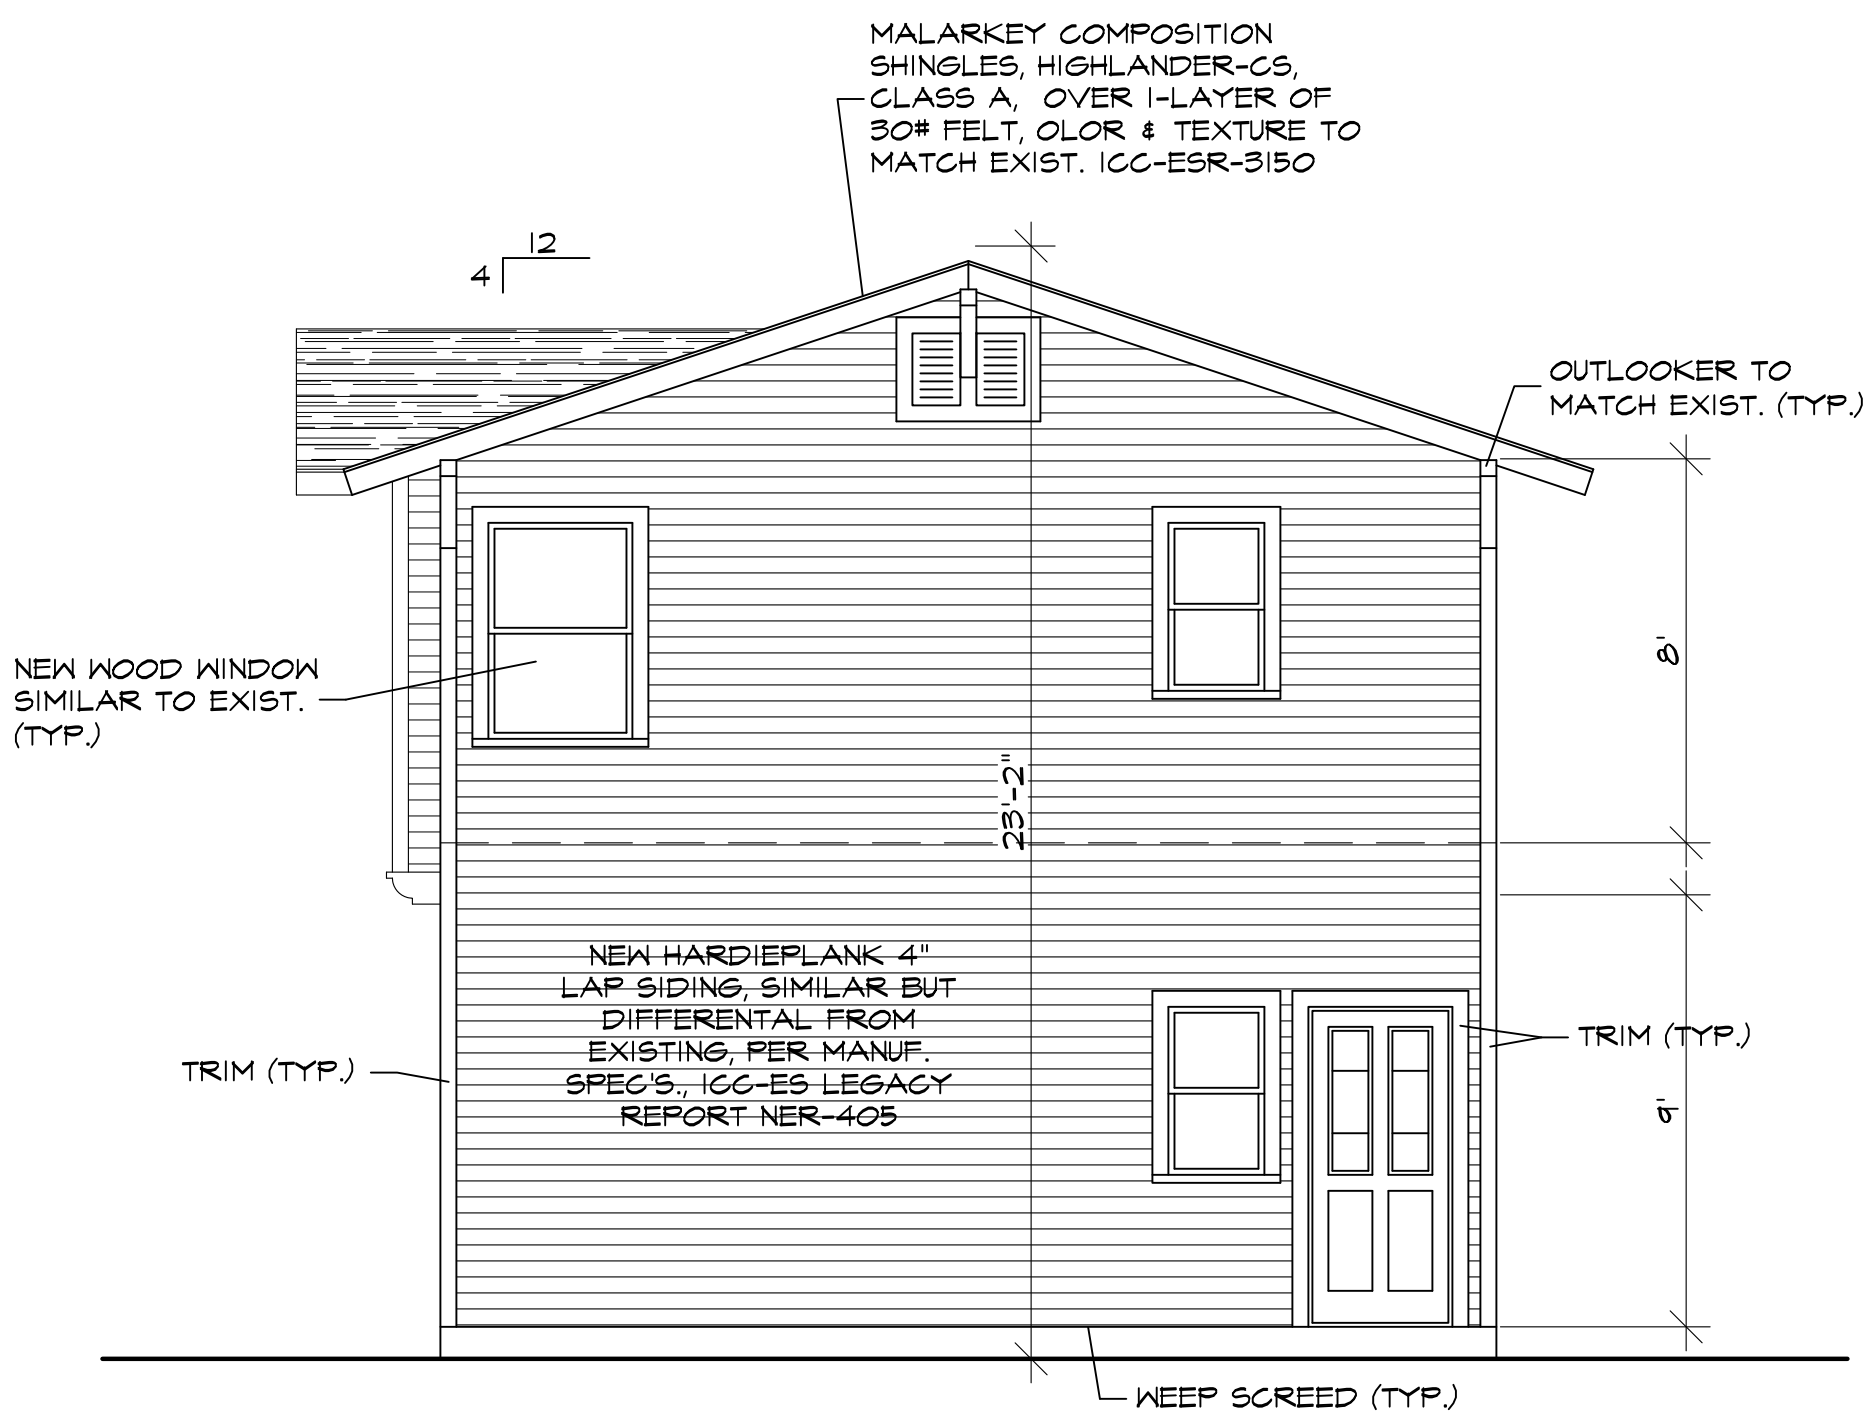 MALARKEY COMPOSITION
SHINGLES, HIGHLANDER-CS,
CLASS A, OVER 1-LAYER OF
30# FELT, OLOR & TEXTURE TO
MATCH EXIST. ICC-ESR-3150
12
4
OUTLOOKER TO
MATCH EXIST. (TYP.)
8'
NEW WOOD WINDOW
SIMILAR TO EXIST.
(TYP.)
23'-2"
NEW HARDIEPLANK 4"
LAP SIDING, SIMILAR BUT
DIFFERENTAL FROM
EXISTING, PER MANUF.
SPEC'S., ICC-ES LEGACY
REPORT NER-405
TRIM (TYP.)
TRIM (TYP.)
9'
WEEP SCREED (TYP.)